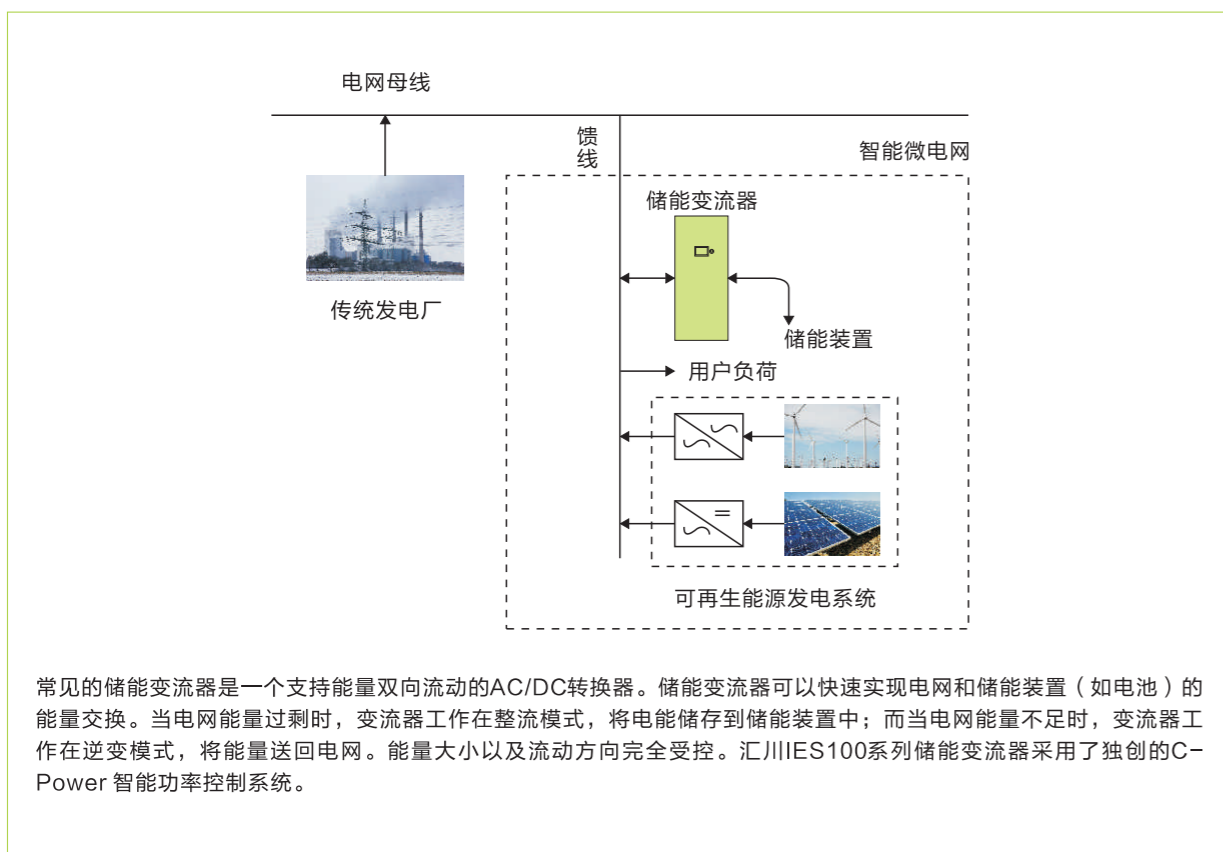 电网母线
馈
线
智能微电网
储能变流器
传统发电厂
储能装置
用户负荷
可再生能源发电系统
常见的储能变流器是一个支持能量双向流动的AC/DC转换器。储能变流器可以快速实现电网和储能装置（如电池）的
能量交换。当电网能量过剩时，变流器工作在整流模式，将电能储存到储能装置中；而当电网能量不足时，变流器工
作在逆变模式，将能量送回电网。能量大小以及流动方向完全受控。汇川IES100系列储能变流器采用了独创的C-
Power 智能功率控制系统。